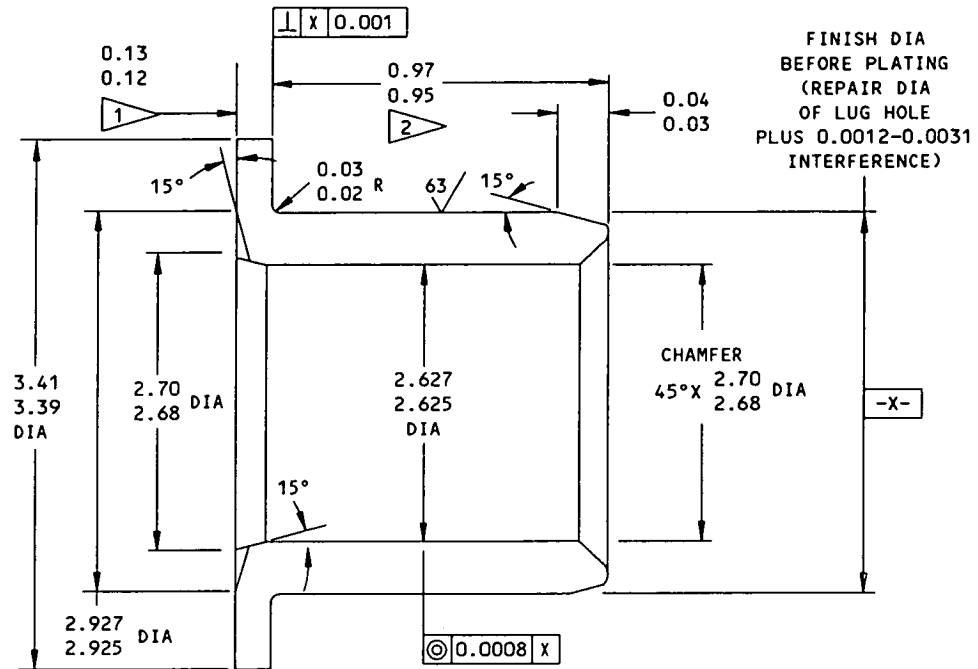 ⊥ X 0.001
0.13
0.12
1
0.97
0.95
2
0.04
0.03
FINISH DIA
BEFORE PLATING
(REPAIR DIA
OF LUG HOLE
PLUS 0.0012-0.0031
INTERFERENCE)
15°
0.03
0.02 R
63
15°
3.41
3.39
DIA
2.70
2.68 DIA
2.627
2.625
DIA
CHAMFER
45°X 2.70
2.68 DIA
-X-
15°
2.927
2.925 DIA
◎ 0.0008 X